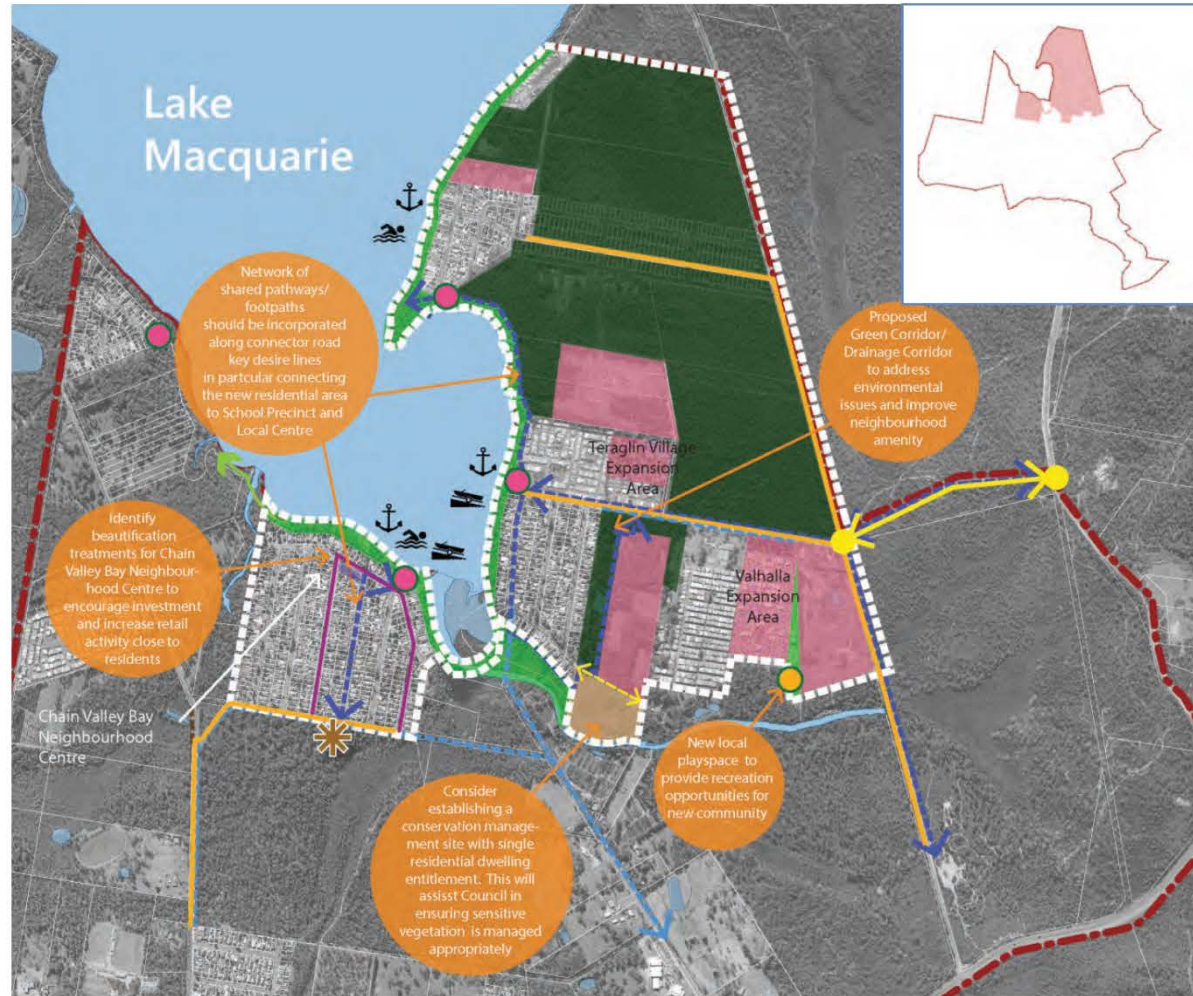 Lake
Macquarie
Network of
shared pathways/
footpaths
should be incorporated
along connector road
key desire lines
in partcular connecting
the new residential area
to School Precinct and
Local Centre
Proposed
Green Corridor/
Drainage Corridor
to address
environmental
issues and improve
neighbourhood
amenity
Teraglin Village
Expansion
Area
Identify
beautification
treatments for Chain
Valley Bay Neighbour-
hood Centre to
encourage investment
and increase retail
activity close to
residents
Valhalla
Expansion
Area
Chain Valley Bay
Neighbourhood
Centre
New local
playspace to
provide recreation
opportunities for
new community
Consider
establishing a
conservation manage-
ment site with single
residential dwelling
entitlement. This will
assisst Council in
ensuring sensitive
vegetation is managed
appropriately